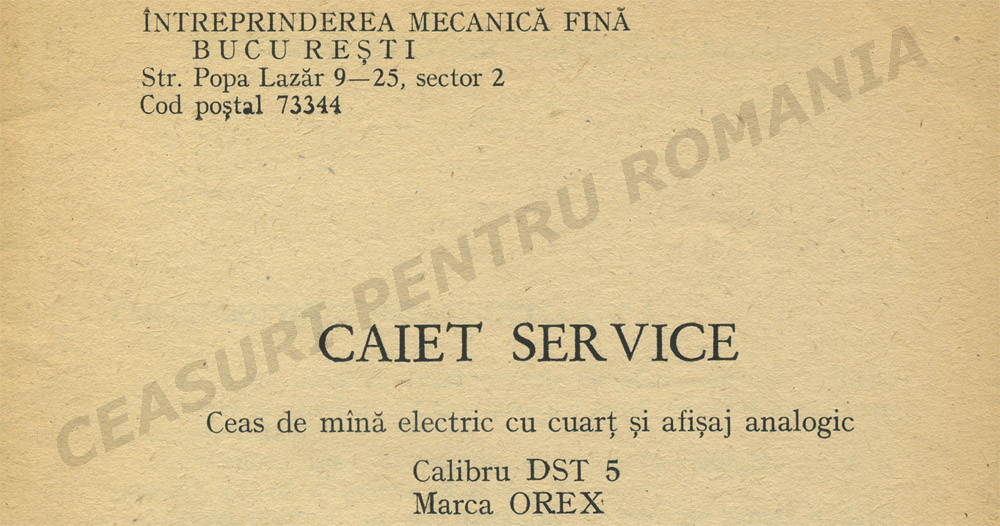 ÎNTREPRINDEREA MECANICĂ FINĂ
BUCUREȘTI
Str. Popa Lazăr 9—25, sector 2
Cod poștal 73344
CEASURI PENTRU ROMANIA
CAIET SERVICE
Ceas de mînă electric cu cuarț și afișaj analogic
Calibru DST 5
Marca OREX